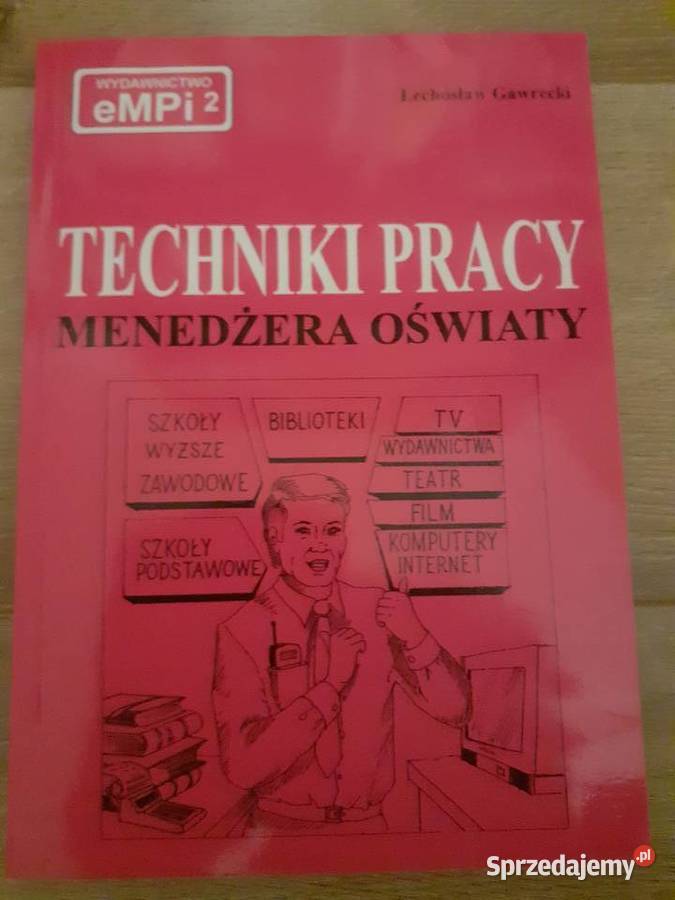 WYDAWNICTWO
eMPi 2
Lechosław Gawrecki
TECHNIKI PRACY
MENEDŻERA OŚWIATY
SZKOŁY
WYŻSZE
ZAWODOWE
SZKOŁY
PODSTAWOWE
BIBLIOTEKI
TV
WYDAWNICTWA
TEATR
FILM
KOMPUTERY
INTERNET
Sprzedajemy.pl